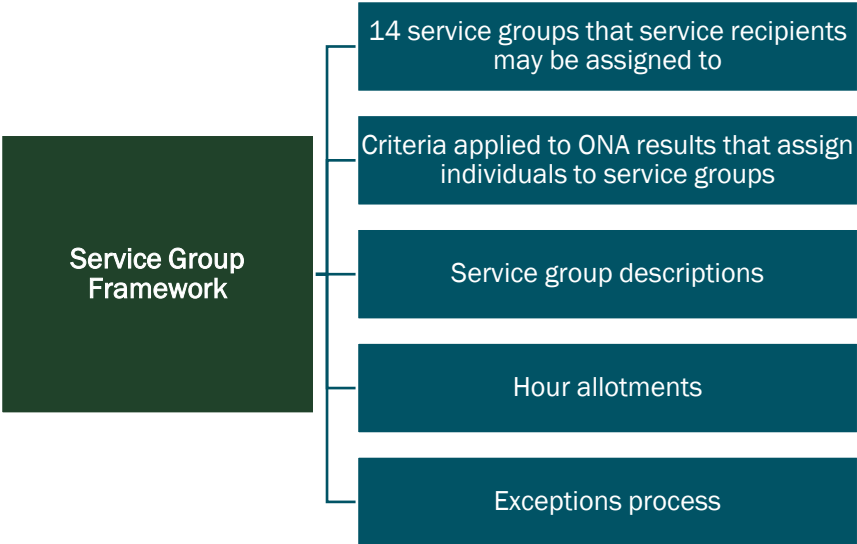 14 service groups that service recipients
may be assigned to
Criteria applied to ONA results that assign
individuals to service groups
Service Group
Framework
Service group descriptions
Hour allotments
Exceptions process